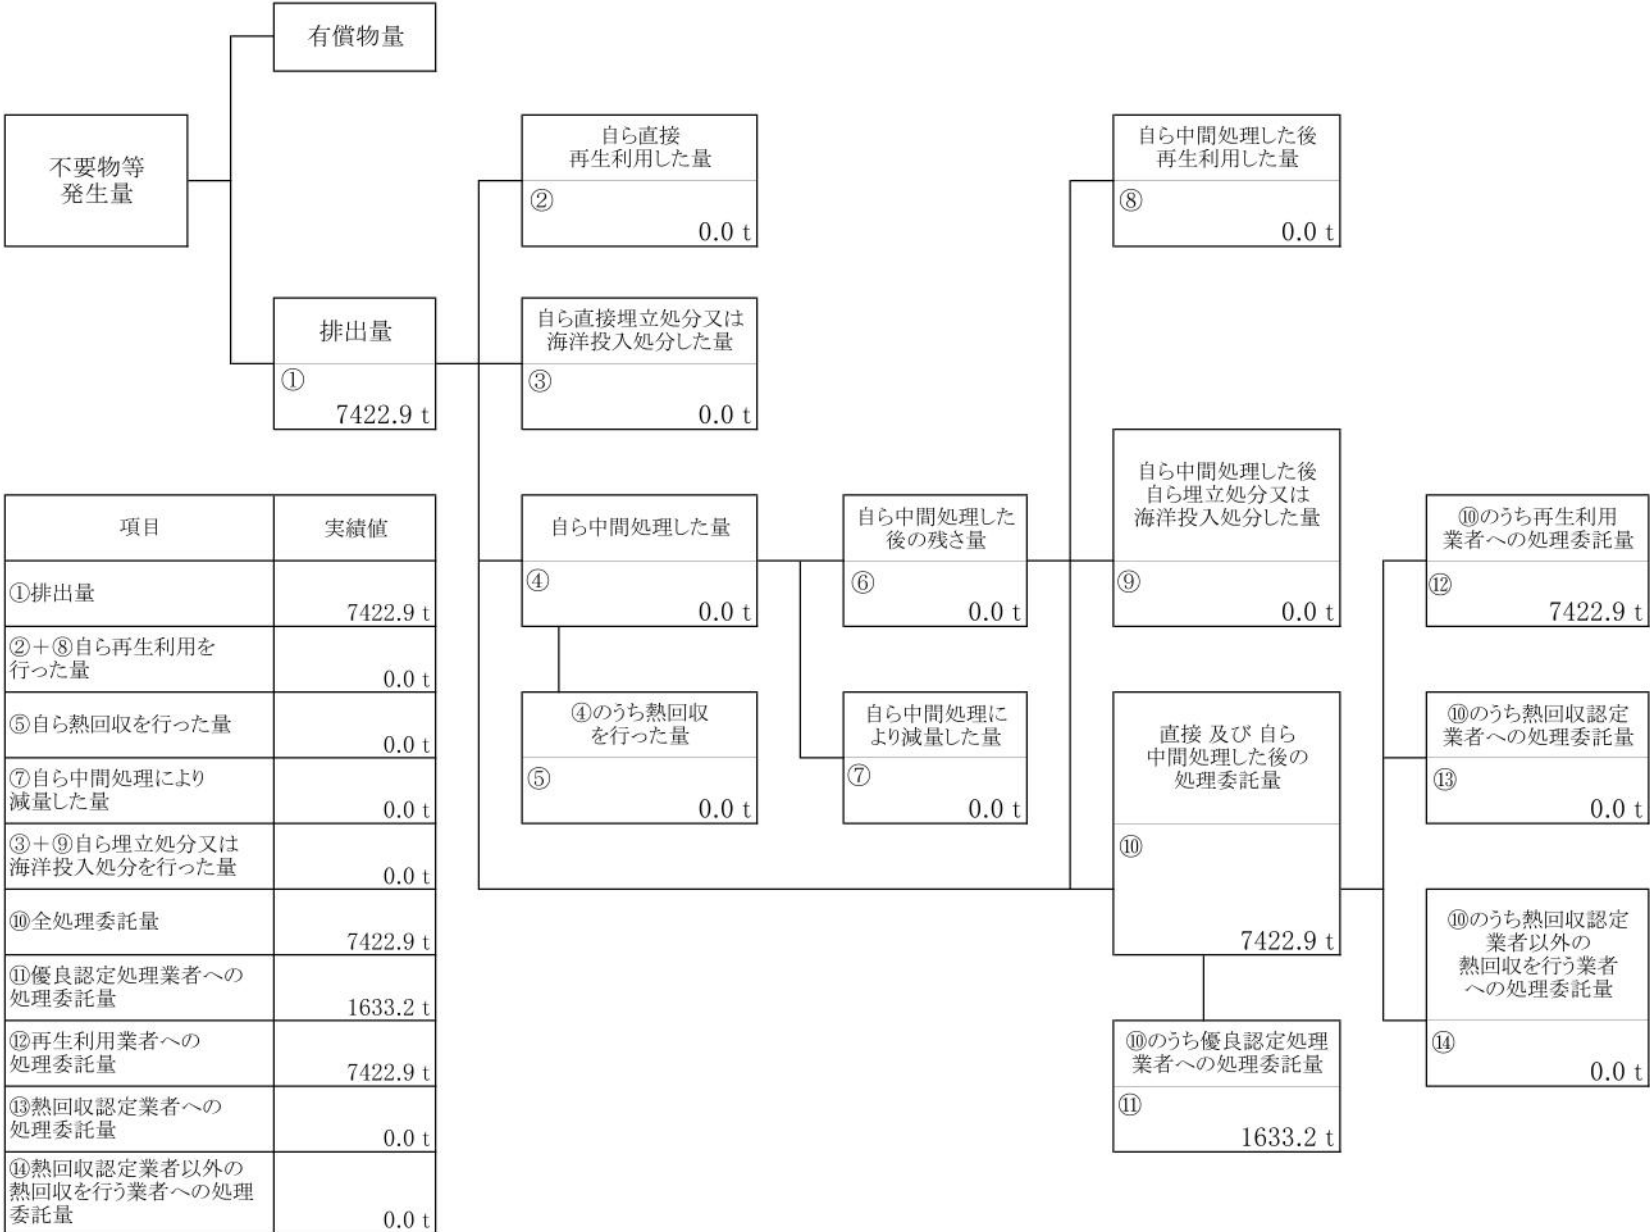 有償物量
不要物等
発生量
自ら直接
再生利用した量
②
0.0 t
自ら中間処理した後
再生利用した量
⑧
0.0 t
排出量
①
7422.9 t
自ら直接埋立処分又は
海洋投入処分した量
③
0.0 t
自ら中間処理した量
④
0.0 t
自ら中間処理した
後の残さ量
⑥
0.0 t
自ら中間処理した後
自ら埋立処分又は
海洋投入処分した量
⑨
0.0 t
⑩のうち再生利用
業者への処理委託量
⑫
7422.9 t
④のうち熱回収
を行った量
⑤
0.0 t
自ら中間処理に
より減量した量
⑦
0.0 t
直接 及び 自ら
中間処理した後の
処理委託量
⑩
7422.9 t
⑩のうち熱回収認定
業者への処理委託量
⑬
0.0 t
⑩のうち熱回収認定
業者以外の
熱回収を行う業者
への処理委託量
⑭
0.0 t
⑩のうち優良認定処理
業者への処理委託量
⑪
1633.2 t
項目 実績値
①排出量
7422.9 t
②+⑧自ら再生利用を
行った量
0.0 t
⑤自ら熱回収を行った量
0.0 t
⑦自ら中間処理により
減量した量
0.0 t
③+⑨自ら埋立処分又は
海洋投入処分を行った量
0.0 t
⑩全処理委託量
7422.9 t
⑪優良認定処理業者への
処理委託量
1633.2 t
⑫再生利用業者への
処理委託量
7422.9 t
⑬熱回収認定業者への
処理委託量
0.0 t
⑭熱回収認定業者以外の
熱回収を行う業者への処理
委託量
0.0 t